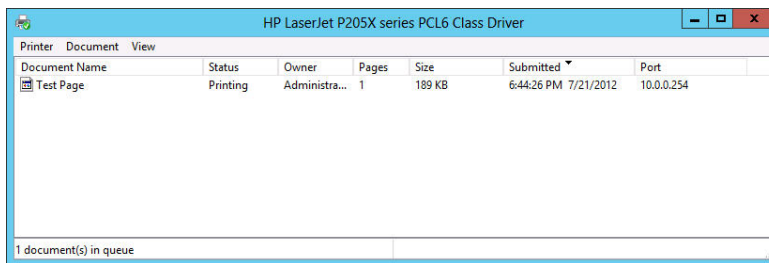 HP LaserJet P205X series PCL6 Class Driver
Printer Document View
Document Name Status Owner Pages Size Submitted Port
Test Page Printing Administra... 1 189 KB 6:44:26 PM 7/21/2012 10.0.0.254
1 document(s) in queue